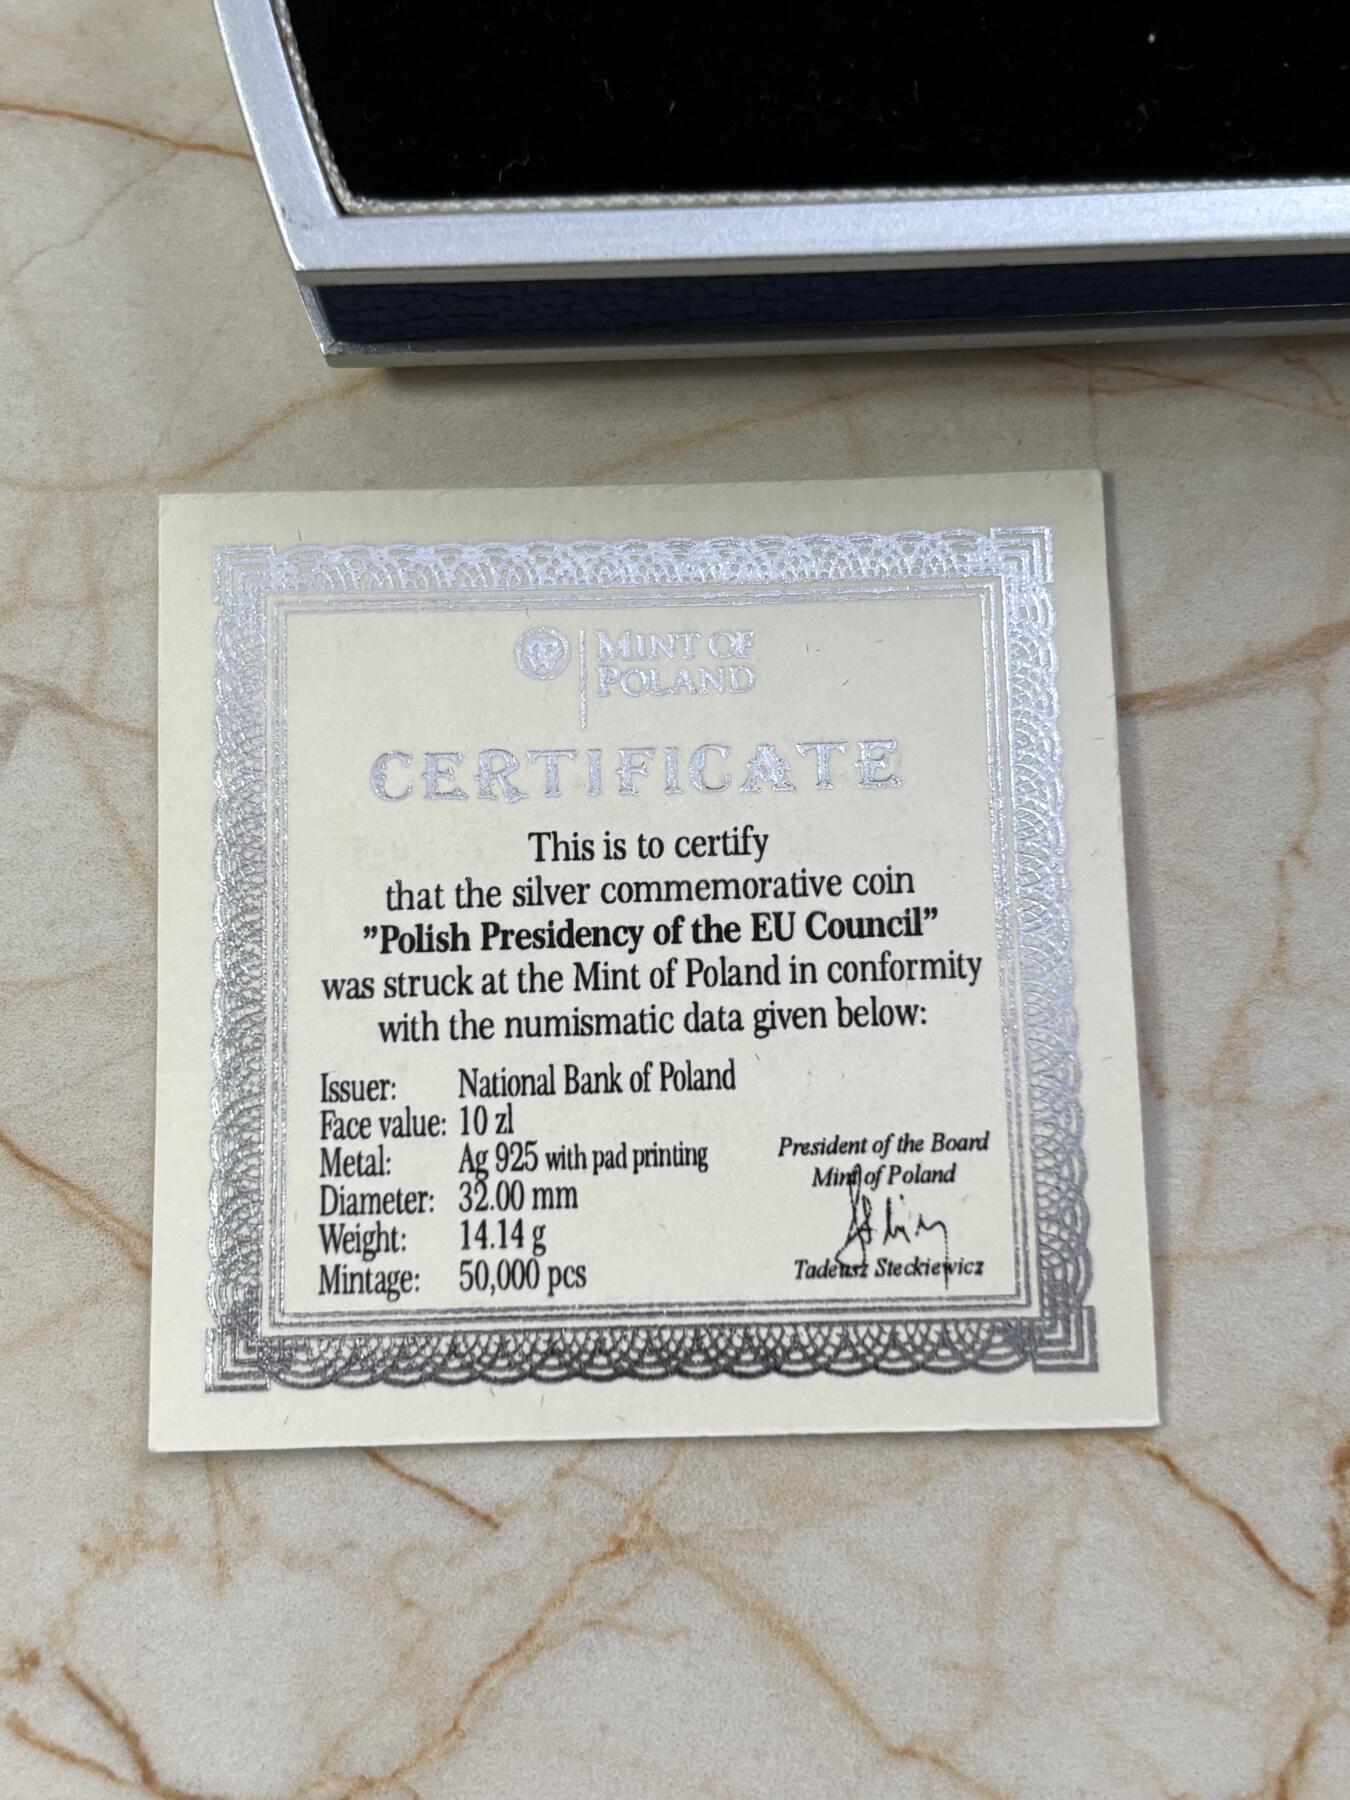 MINT OF
POLAND
CERTIFICATE
This is to certify
that the silver commemorative coin
”Polish Presidency of the EU Council”
was struck at the Mint of Poland in conformity
with the numismatic data given below:
Issuer: National Bank of Poland
Face value: 10 zl
Metal: Ag 925 with pad printing
Diameter: 32.00 mm
Weight: 14.14 g
Mintage: 50,000 pcs
President of the Board
Mint of Poland
Tadeusz Steckiewicz